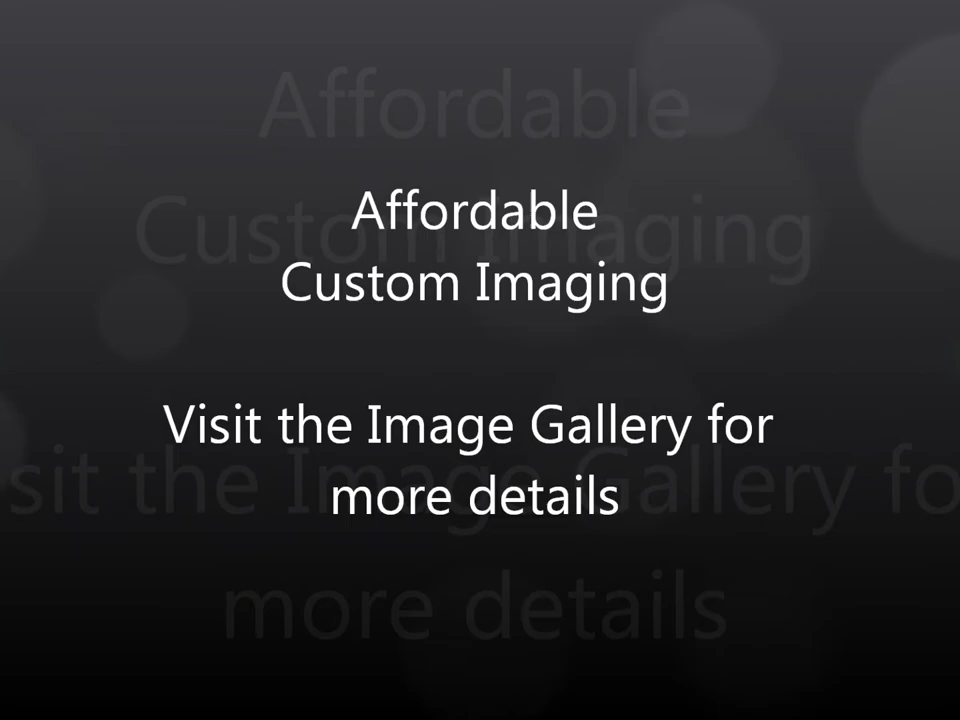 Affordable
Custom Imaging
Visit the Image Gallery for
more details